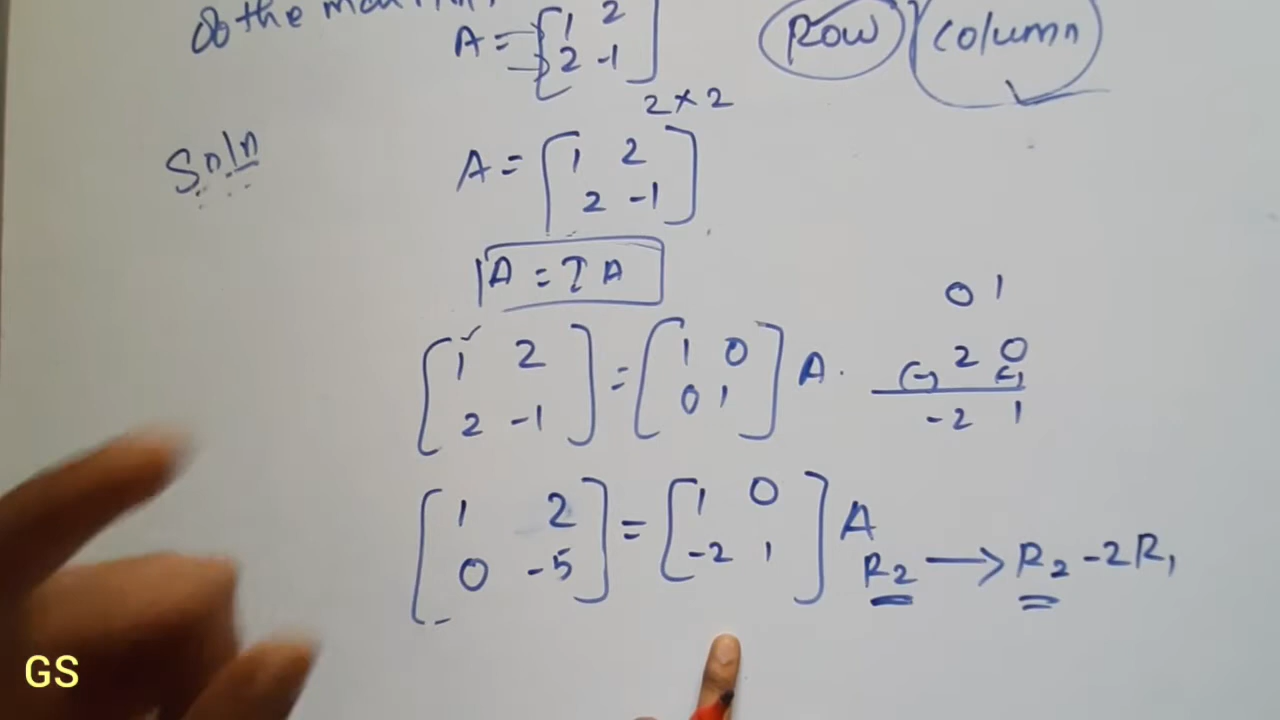 of the matrix.
A = [ 1 2
2 -1 ] 2 × 2
Row Column
Soln
A = [ 1 2
2 -1 ]
A = I A
[ 1 2
2 -1 ] = [ 1 0
0 1 ] A.
0 1
(-) 2 0 (-)
-2 1
[ 1 2
0 -5 ] = [ 1 0
-2 1 ] A
R2 → R2 - 2R1
GS